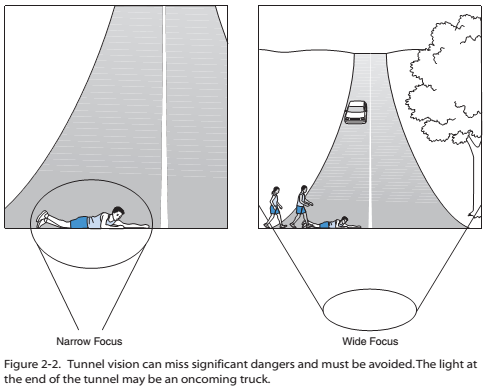 Narrow Focus
Wide Focus
Figure 2-2. Tunnel vision can miss significant dangers and must be avoided.The light at
the end of the tunnel may be an oncoming truck.